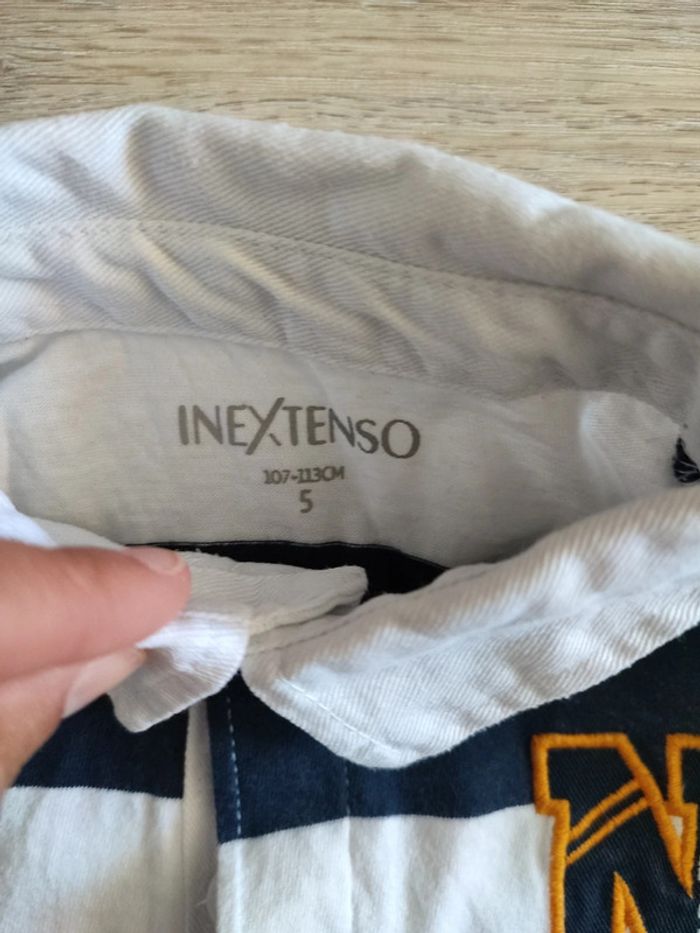 INEXTENSO
107-113CM
5
N